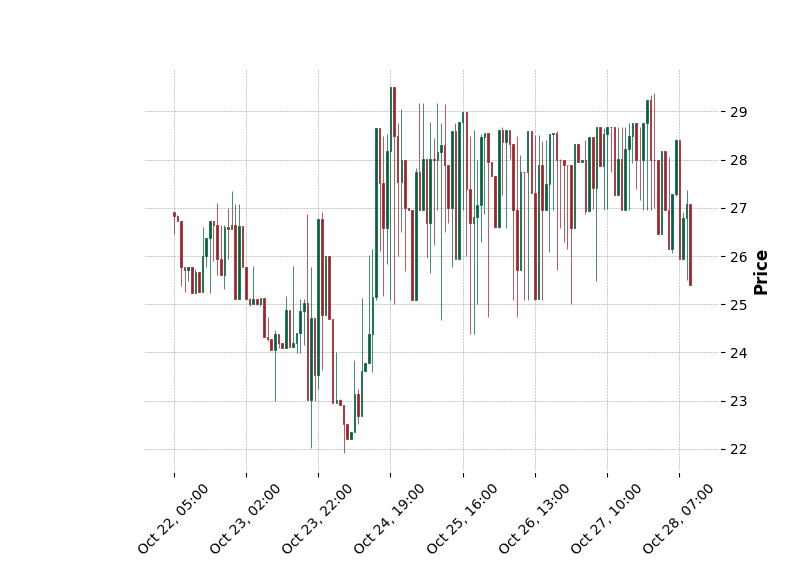 29
28
27
26
25
24
23
22
Price
Oct 22, 05:00
Oct 23, 02:00
Oct 23, 22:00
Oct 24, 19:00
Oct 25, 16:00
Oct 26, 13:00
Oct 27, 10:00
Oct 28, 07:00